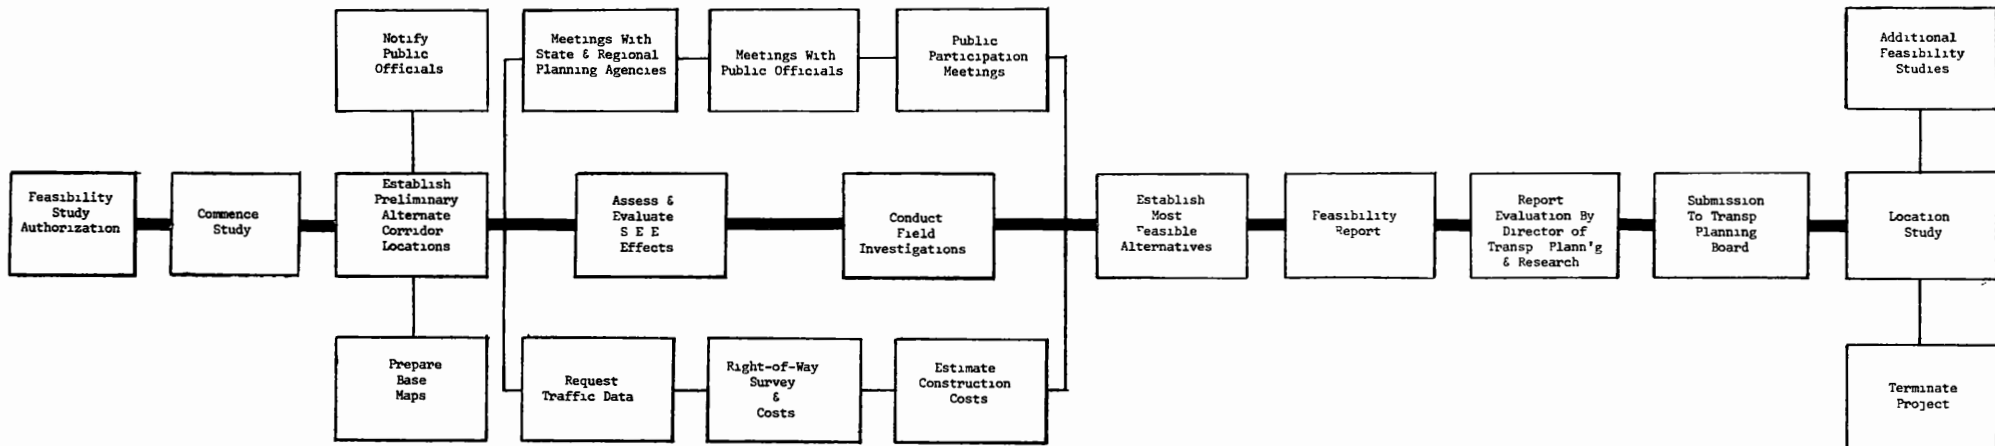 Notify
Public
Officials
Meetings With
State & Regional
Planning Agencies
Meetings With
Public Officials
Public
Participation
Meetings
Additional
Feasibility
Studies
Feasibility
Study
Authorization
Commence
Study
Establish
Preliminary
Alternate
Corridor
Locations
Assess &
Evaluate
S E E
Effects
Conduct
Field
Investigations
Establish
Most
Feasible
Alternatives
Feasibility
Report
Report
Evaluation By
Director of
Transp Plann'g
& Research
Submission
To Transp
Planning
Board
Location
Study
Prepare
Base
Maps
Request
Traffic Data
Right-of-Way
Survey
&
Costs
Estimate
Construction
Costs
Terminate
Project